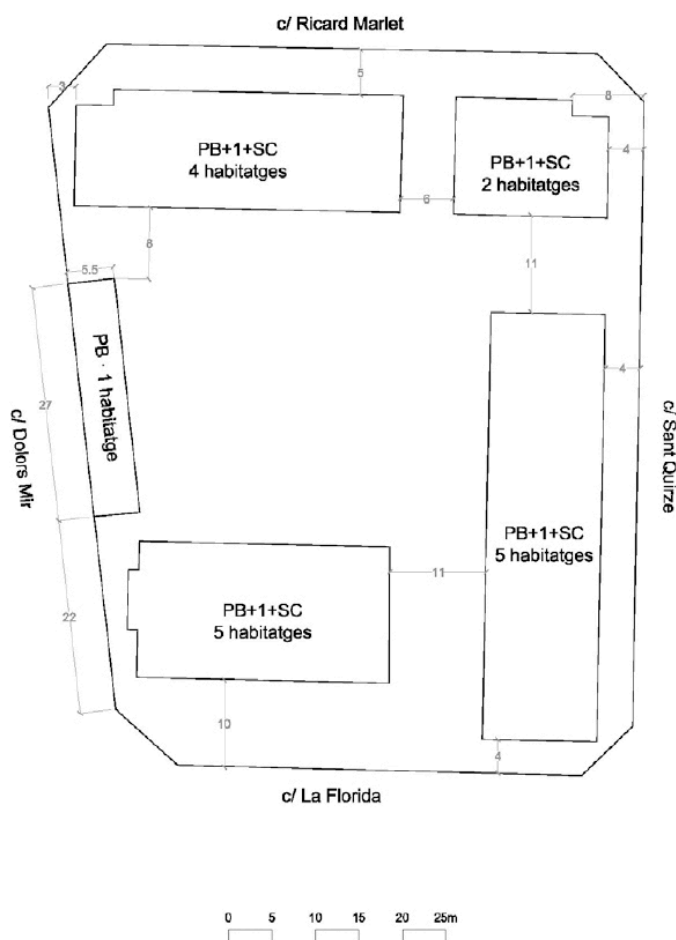 c/ Ricard Marlet
3
5
8
PB+1+SC
4 habitatges
PB+1+SC
2 habitatges
4
6
8
11
5.5
PB · 1 habitatge
27
c/ Dolors Mir
4
c/ Sant Quirze
PB+1+SC
5 habitatges
11
PB+1+SC
5 habitatges
22
10
4
c/ La Florida
0 5 10 15 20 25m